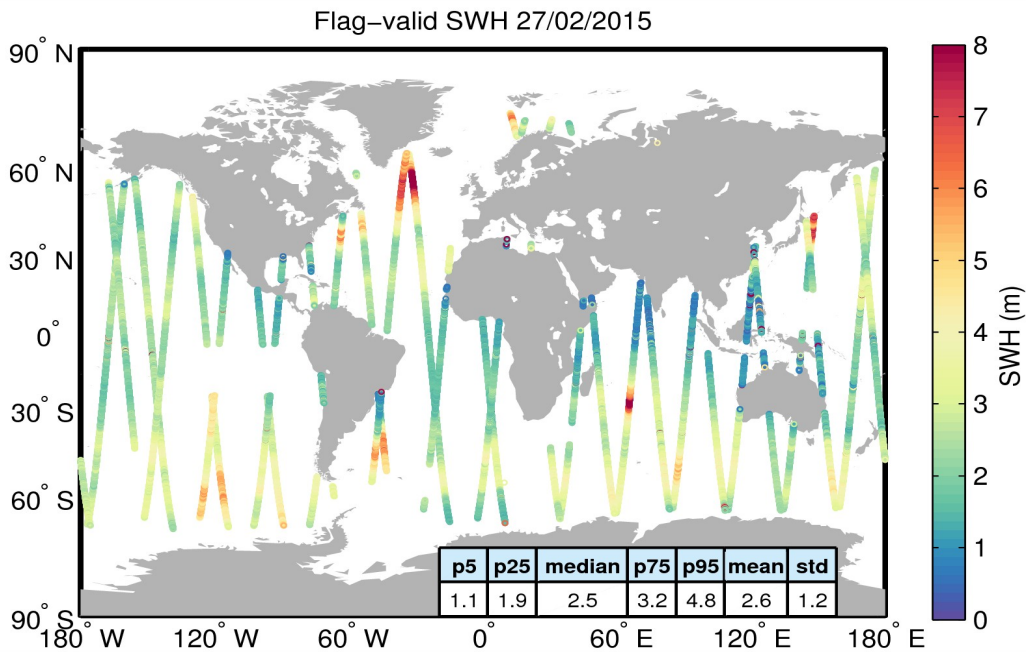 Flag−valid SWH 27/02/2015
90° N
60° N
30° N
0°
30° S
60° S
90° S
180° W
120° W
60° W
0°
60° E
120° E
180° E
p5 p25 median p75 p95 mean std
1.1 1.9 2.5 3.2 4.8 2.6 1.2
8
7
6
5
4
3
2
1
0
SWH (m)